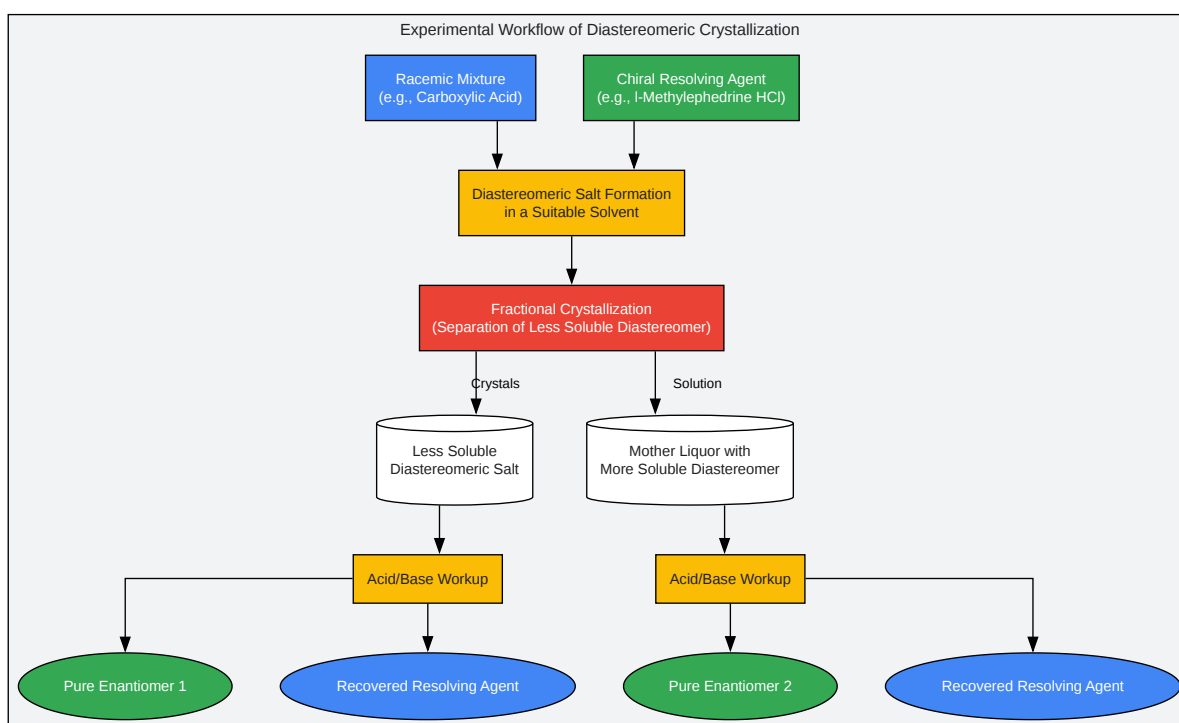 Experimental Workflow of Diastereomeric Crystallization
Racemic Mixture
(e.g., Carboxylic Acid)
Chiral Resolving Agent
(e.g., l-Methylephedrine HCl)
Diastereomeric Salt Formation
in a Suitable Solvent
Fractional Crystallization
(Separation of Less Soluble Diastereomer)
Crystals
Solution
Less Soluble
Diastereomeric Salt
Mother Liquor with
More Soluble Diastereomer
Acid/Base Workup
Acid/Base Workup
Pure Enantiomer 1
Recovered Resolving Agent
Pure Enantiomer 2
Recovered Resolving Agent